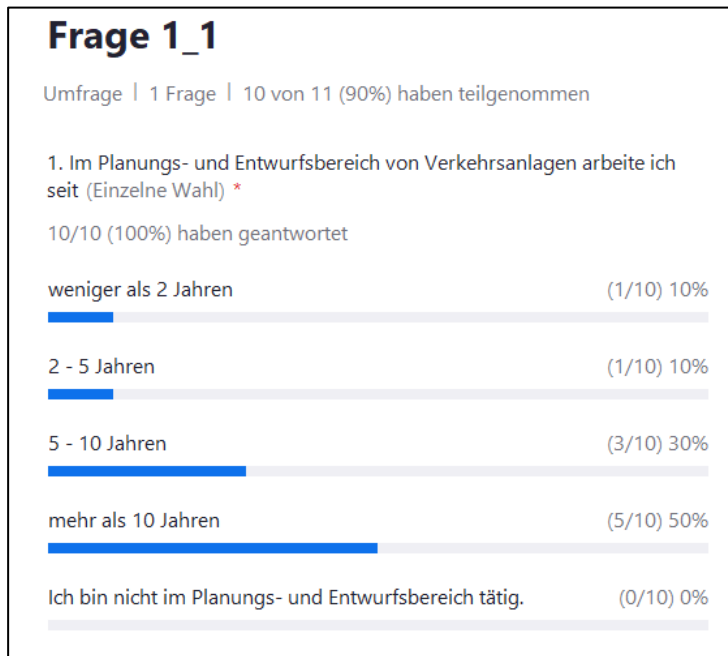 Frage 1_1
Umfrage | 1 Frage | 10 von 11 (90%) haben teilgenommen
1. Im Planungs- und Entwurfsbereich von Verkehrsanlagen arbeite ich
seit (Einzelne Wahl) *
10/10 (100%) haben geantwortet
weniger als 2 Jahren (1/10) 10%
2 - 5 Jahren (1/10) 10%
5 - 10 Jahren (3/10) 30%
mehr als 10 Jahren (5/10) 50%
Ich bin nicht im Planungs- und Entwurfsbereich tätig. (0/10) 0%